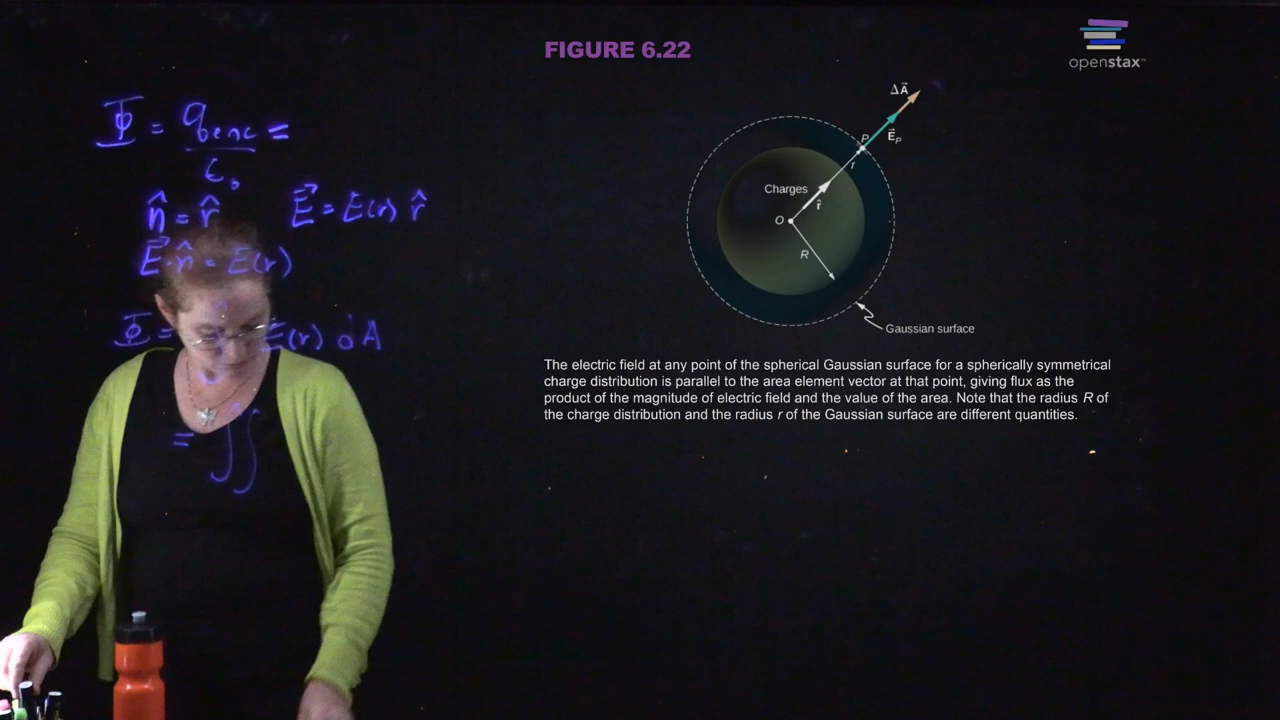 FIGURE 6.22
openstax™
Φ = q_enc / ε₀ =
n̂ = r̂    E⃗ = E(r) r̂
E⃗·n̂ = E(r)
Φ = E(r) dA
= ∬
ΔA⃗
P
E⃗_P
r
Charges
r̂
O
R
Gaussian surface
The electric field at any point of the spherical Gaussian surface for a spherically symmetrical
charge distribution is parallel to the area element vector at that point, giving flux as the
product of the magnitude of electric field and the value of the area. Note that the radius R of
the charge distribution and the radius r of the Gaussian surface are different quantities.